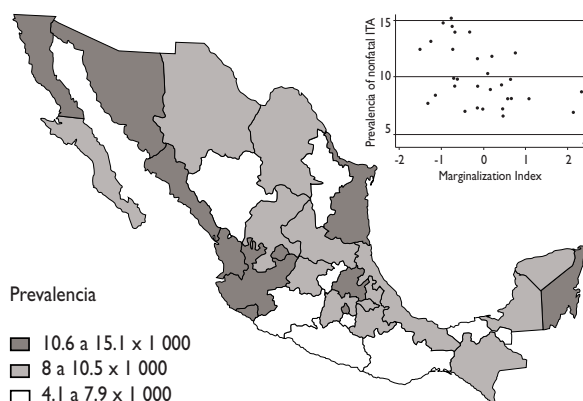 Prevalencia of nonfatal ITA
15
10
5
-2
-1
0
1
2
Marginalization Index
Prevalencia
10.6 a 15.1 x 1 000
8 a 10.5 x 1 000
4.1 a 7.9 x 1 000